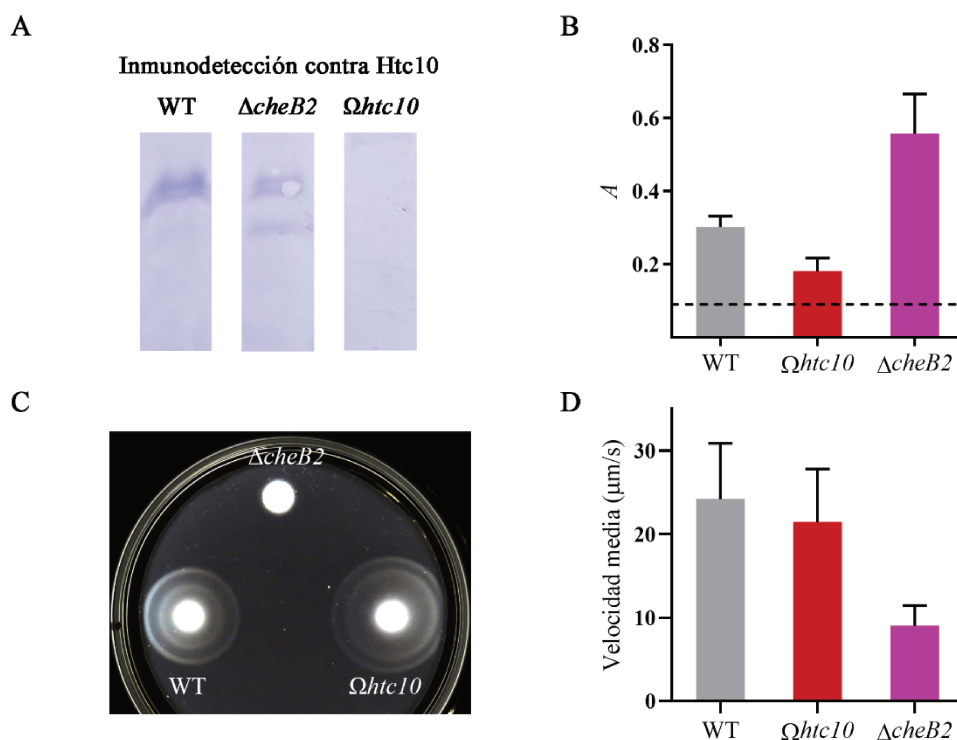 A
Inmunodetección contra Htc10
WT ΔcheB2 Ωhtc10
B
A
0.8
0.6
0.4
0.2
WT Ωhtc10 ΔcheB2
C
ΔcheB2
WT Ωhtc10
D
Velocidad media (µm/s)
30
20
10
0
WT Ωhtc10 ΔcheB2